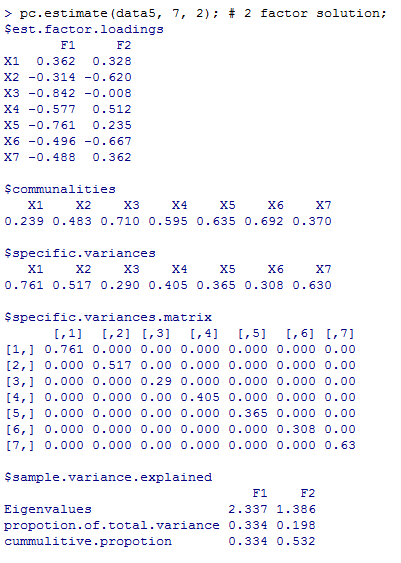 > pc.estimate(data5, 7, 2); # 2 factor solution;
$est.factor.loadings
       F1     F2
X1  0.362  0.328
X2 -0.314 -0.620
X3 -0.842 -0.008
X4 -0.577  0.512
X5 -0.761  0.235
X6 -0.496 -0.667
X7 -0.488  0.362
$communalities
   X1    X2    X3    X4    X5    X6    X7
0.239 0.483 0.710 0.595 0.635 0.692 0.370
$specific.variances
   X1    X2    X3    X4    X5    X6    X7
0.761 0.517 0.290 0.405 0.365 0.308 0.630
$specific.variances.matrix
      [,1]  [,2] [,3]  [,4]  [,5]  [,6] [,7]
[1,] 0.761 0.000 0.00 0.000 0.000 0.000 0.00
[2,] 0.000 0.517 0.00 0.000 0.000 0.000 0.00
[3,] 0.000 0.000 0.29 0.000 0.000 0.000 0.00
[4,] 0.000 0.000 0.00 0.405 0.000 0.000 0.00
[5,] 0.000 0.000 0.00 0.000 0.365 0.000 0.00
[6,] 0.000 0.000 0.00 0.000 0.000 0.308 0.00
[7,] 0.000 0.000 0.00 0.000 0.000 0.000 0.63
$sample.variance.explained
                               F1    F2
Eigenvalues                 2.337 1.386
propotion.of.total.variance 0.334 0.198
cummulitive.propotion       0.334 0.532